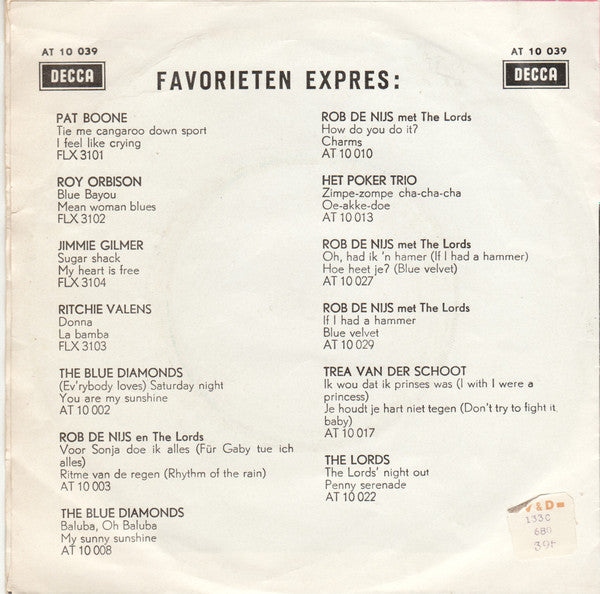 AT 10 039
AT 10 039
DECCA
DECCA
FAVORIETEN EXPRES:
PAT BOONE
Tie me cangaroo down sport
I feel like crying
FLX 3101
ROY ORBISON
Blue Bayou
Mean woman blues
FLX 3102
JIMMIE GILMER
Sugar shack
My heart is free
FLX 3104
RITCHIE VALENS
Donna
La bamba
FLX 3103
THE BLUE DIAMONDS
(Ev'rybody loves) Saturday night
You are my sunshine
AT 10 002
ROB DE NIJS en The Lords
Voor Sonja doe ik alles (Für Gaby tue ich
alles)
Ritme van de regen (Rhythm of the rain)
AT 10 003
THE BLUE DIAMONDS
Baluba, Oh Baluba
My sunny sunshine
AT 10 008
ROB DE NIJS met The Lords
How do you do it?
Charms
AT 10 010
HET POKER TRIO
Zimpe-zompe cha-cha-cha
Oe-akke-doe
AT 10 013
ROB DE NIJS met The Lords
Oh, had ik 'n hamer (If I had a hammer)
Hoe heet je? (Blue velvet)
AT 10 027
ROB DE NIJS met The Lords
If I had a hammer
Blue velvet
AT 10 029
TREA VAN DER SCHOOT
Ik wou dat ik prinses was (I with I were a
princess)
Je houdt je hart niet tegen (Don't try to fight it,
baby)
AT 10 017
THE LORDS
The Lords' night out
Penny serenade
AT 10 022
V & D
680